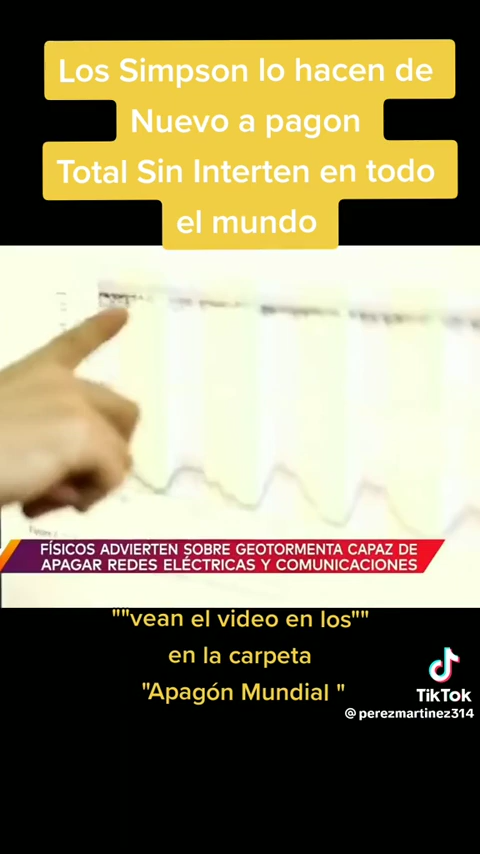 Los Simpson lo hacen de
Nuevo a pagon
Total Sin Interten en todo
el mundo
FÍSICOS ADVIERTEN SOBRE GEOTORMENTA CAPAZ DE
APAGAR REDES ELÉCTRICAS Y COMUNICACIONES
""vean el video en los""
en la carpeta
"Apagón Mundial "
TikTok
@perezmartinez314